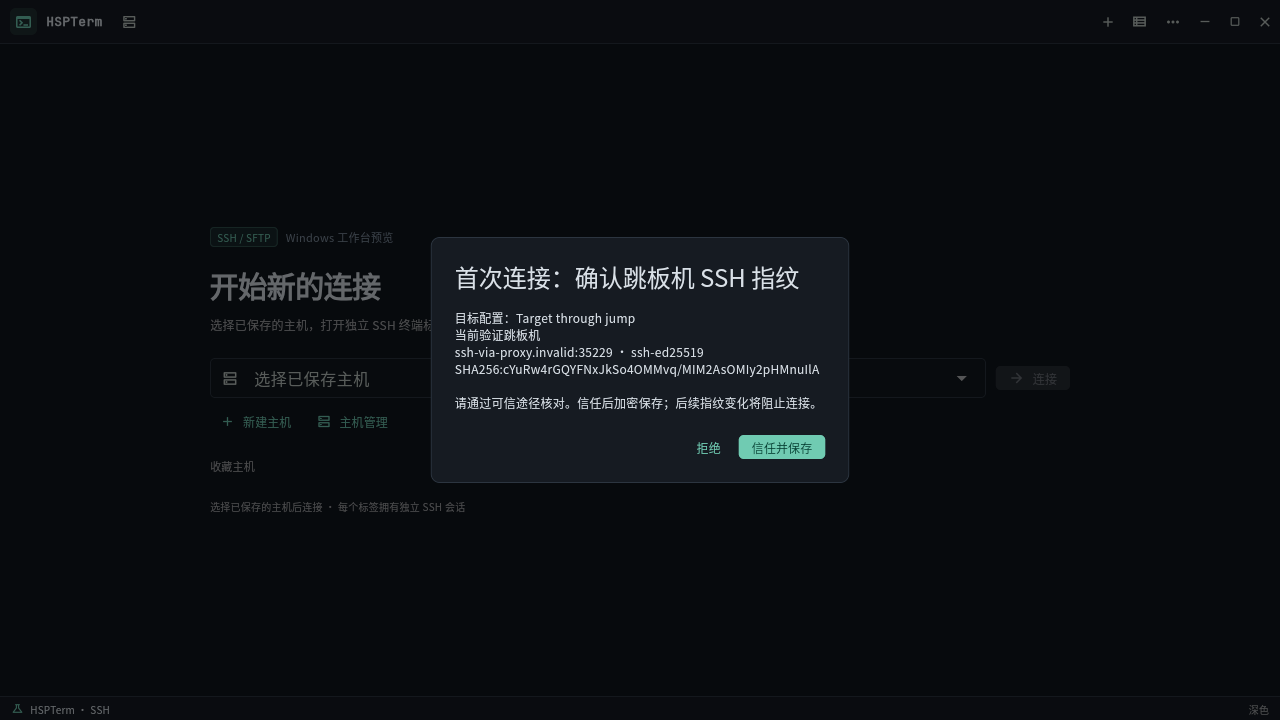 HSPTerm
SSH / SFTP
Windows 工作台预览
开始新的连接
选择已保存的主机，打开独立 SSH 终端标
选择已保存主机
连接
新建主机
主机管理
收藏主机
选择已保存的主机后连接 · 每个标签拥有独立 SSH 会话
首次连接：确认跳板机 SSH 指纹
目标配置：Target through jump
当前验证跳板机
ssh-via-proxy.invalid:35229 · ssh-ed25519
SHA256:cYuRw4rGQYFNxJkSo4OMMvq/MIM2AsOMIy2pHMnuIlA
请通过可信途径核对。信任后加密保存；后续指纹变化将阻止连接。
拒绝
信任并保存
HSPTerm · SSH
深色